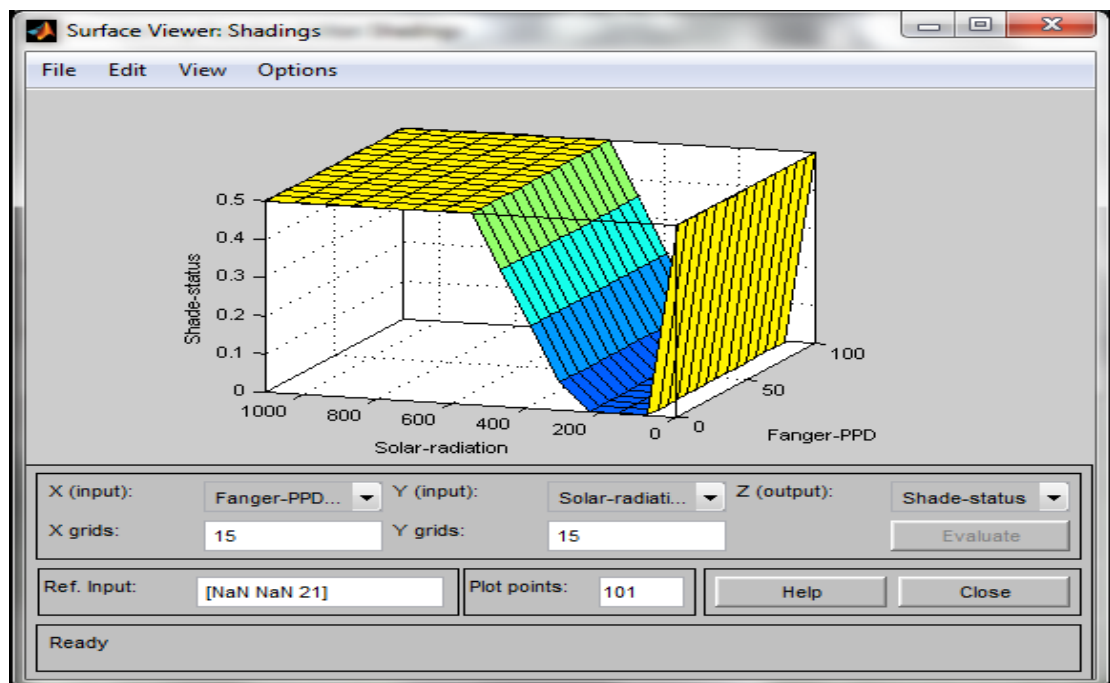 Surface Viewer: Shadings
File Edit View Options
0.5
0.4
0.3
0.2
0.1
0
Shade-status
1000 800 600 400 200 0
Solar-radiation
0 50 100
Fanger-PPD
X (input): Fanger-PPD... Y (input): Solar-radiati... Z (output): Shade-status
X grids: 15 Y grids: 15 Evaluate
Ref. Input: [NaN NaN 21] Plot points: 101 Help Close
Ready